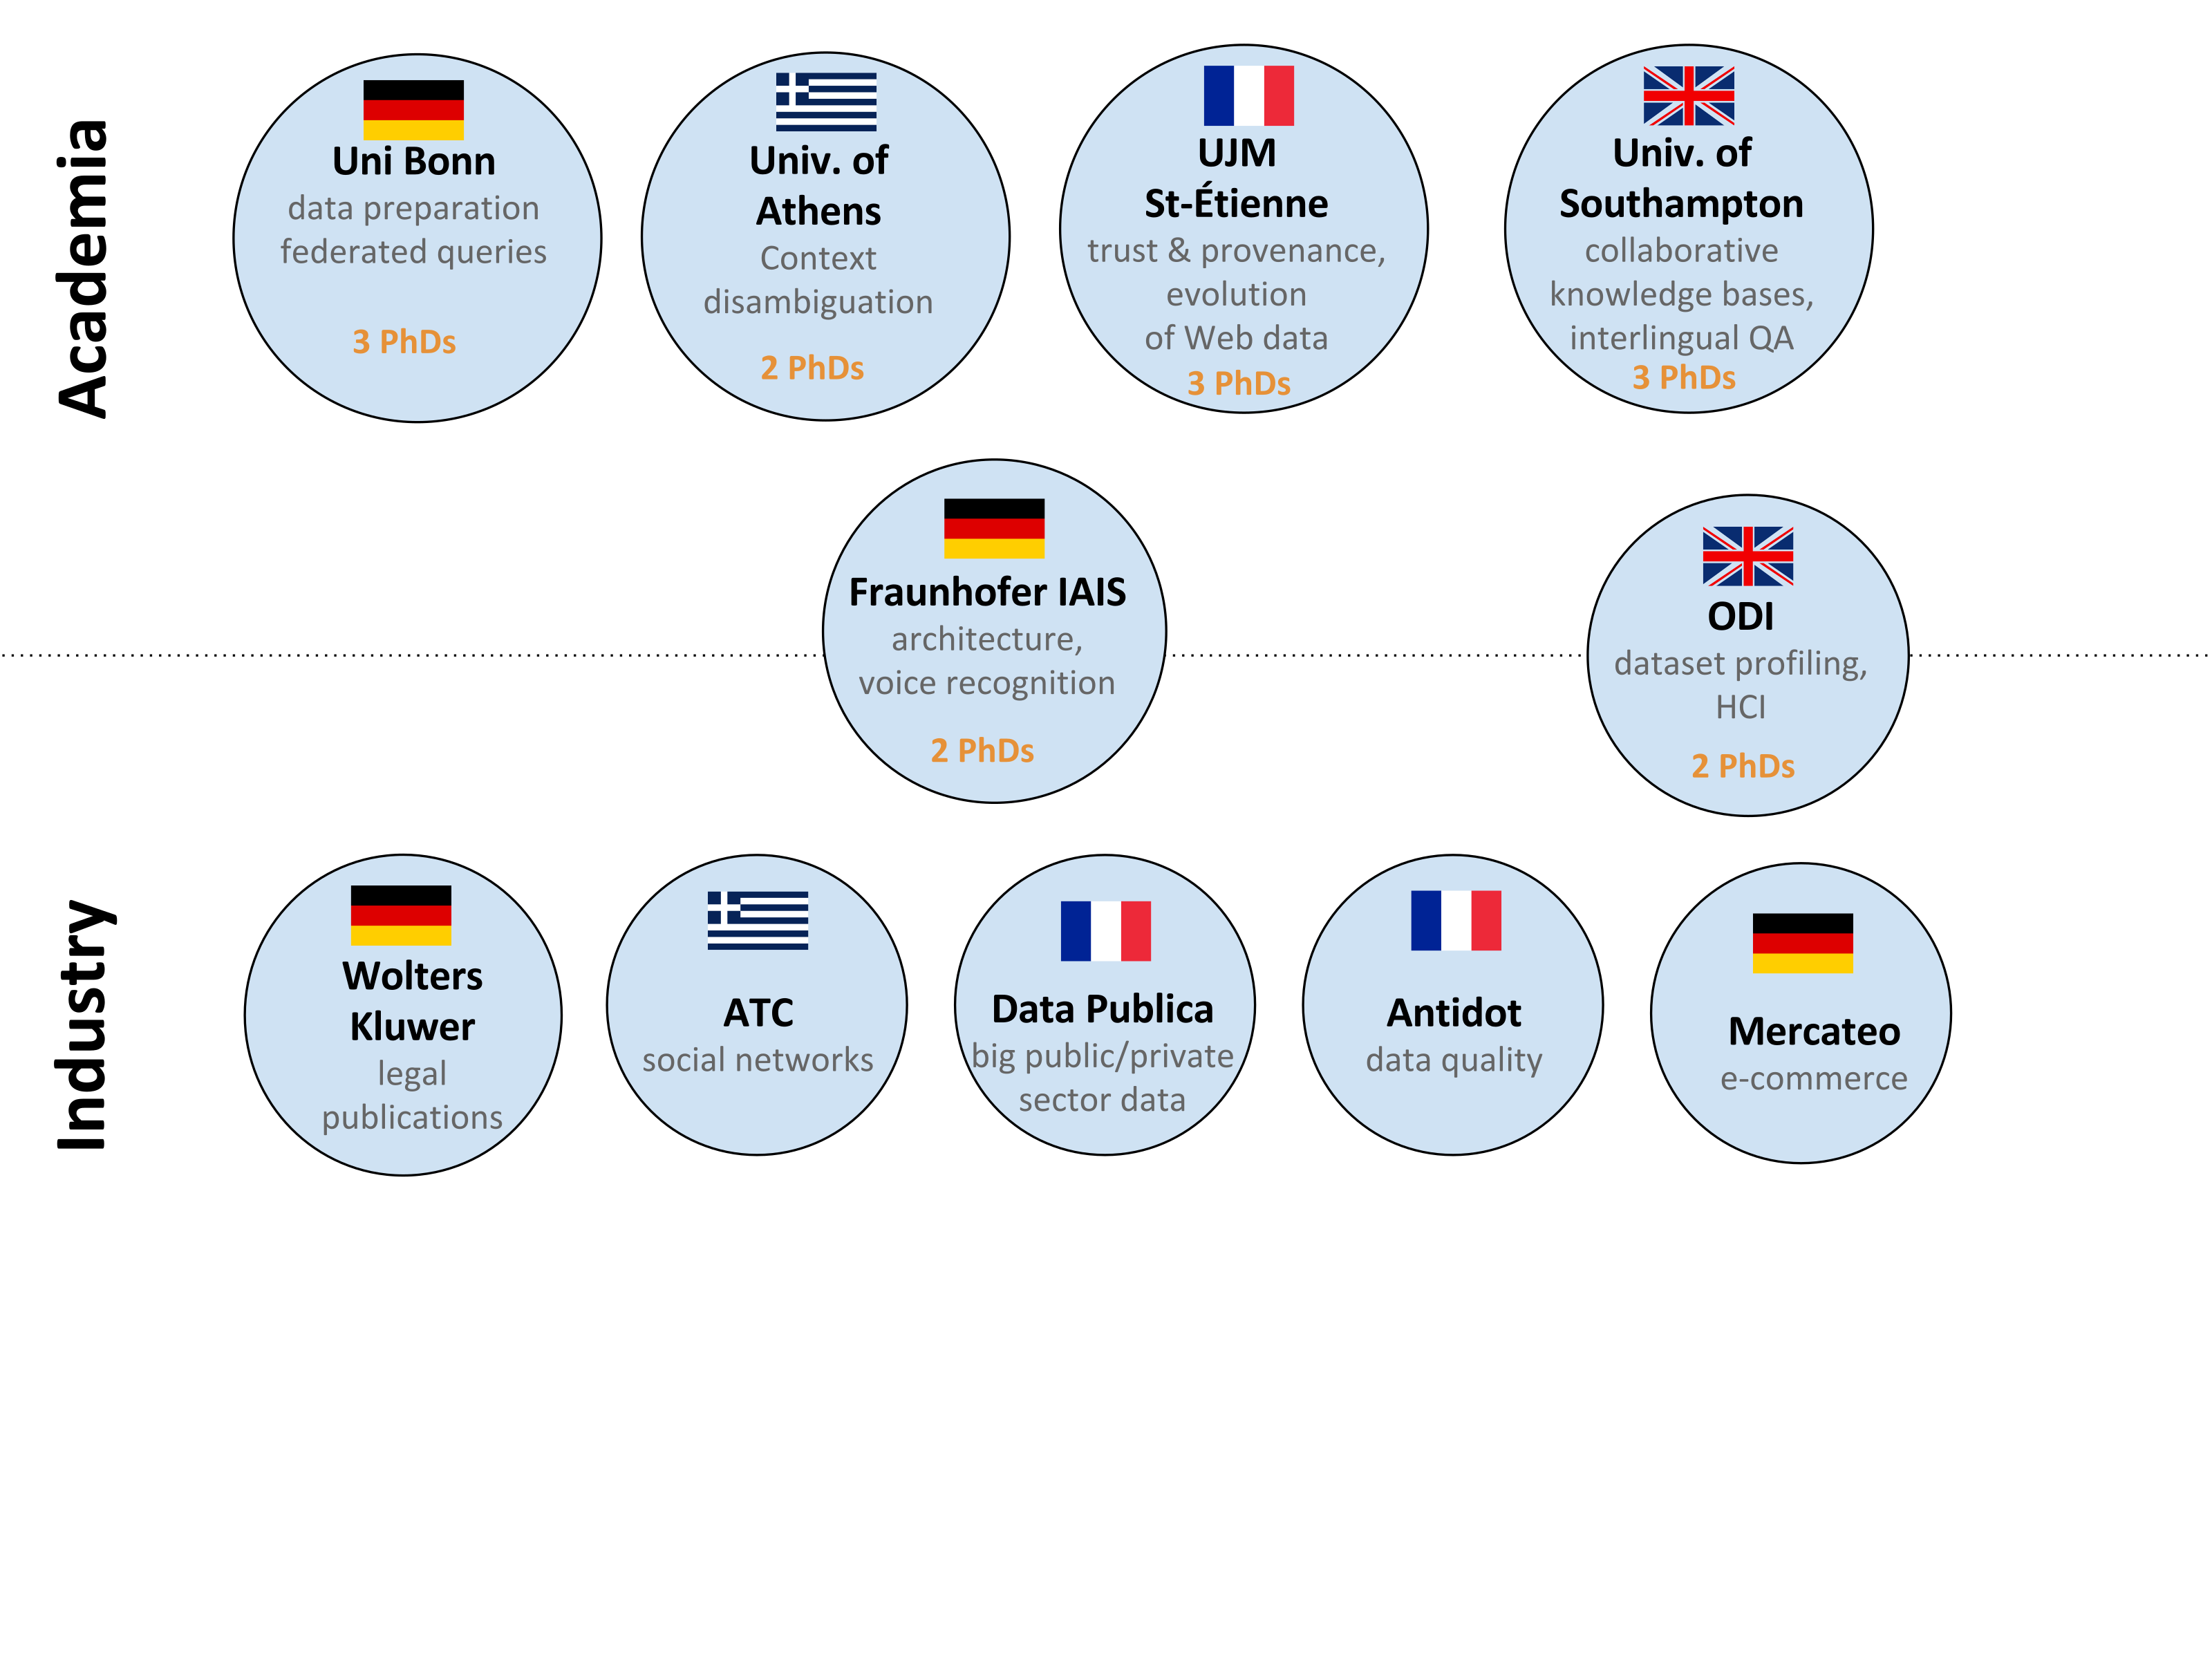 Academia
Uni Bonn
data preparation
federated queries
3 PhDs
Univ. of
Athens
Context
disambiguation
2 PhDs
UJM
St-Étienne
trust & provenance,
evolution
of Web data
3 PhDs
Univ. of
Southampton
collaborative
knowledge bases,
interlingual QA
3 PhDs
Fraunhofer IAIS
architecture,
voice recognition
2 PhDs
ODI
dataset profiling,
HCI
2 PhDs
Industry
Wolters
Kluwer
legal
publications
ATC
social networks
Data Publica
big public/private
sector data
Antidot
data quality
Mercateo
e-commerce